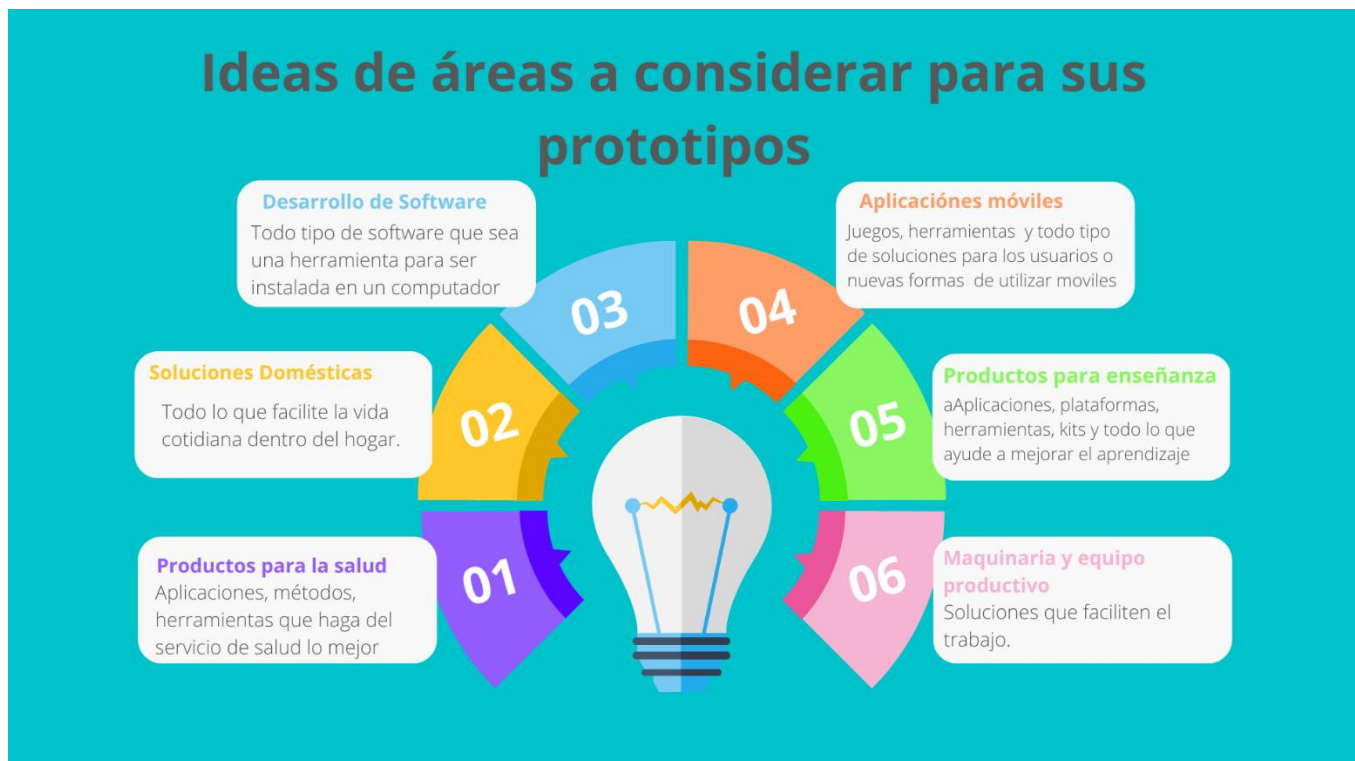 Ideas de áreas a considerar para sus
prototipos
Desarrollo de Software
Todo tipo de software que sea
una herramienta para ser
instalada en un computador
Aplicaciónes móviles
Juegos, herramientas y todo tipo
de soluciones para los usuarios o
nuevas formas de utilizar moviles
03
04
Soluciones Domésticas
Todo lo que facilite la vida
cotidiana dentro del hogar.
02
05
Productos para enseñanza
aAplicaciones, plataformas,
herramientas, kits y todo lo que
ayude a mejorar el aprendizaje
Productos para la salud
Aplicaciones, métodos,
herramientas que haga del
servicio de salud lo mejor
01
06
Maquinaria y equipo
productivo
Soluciones que faciliten el
trabajo.